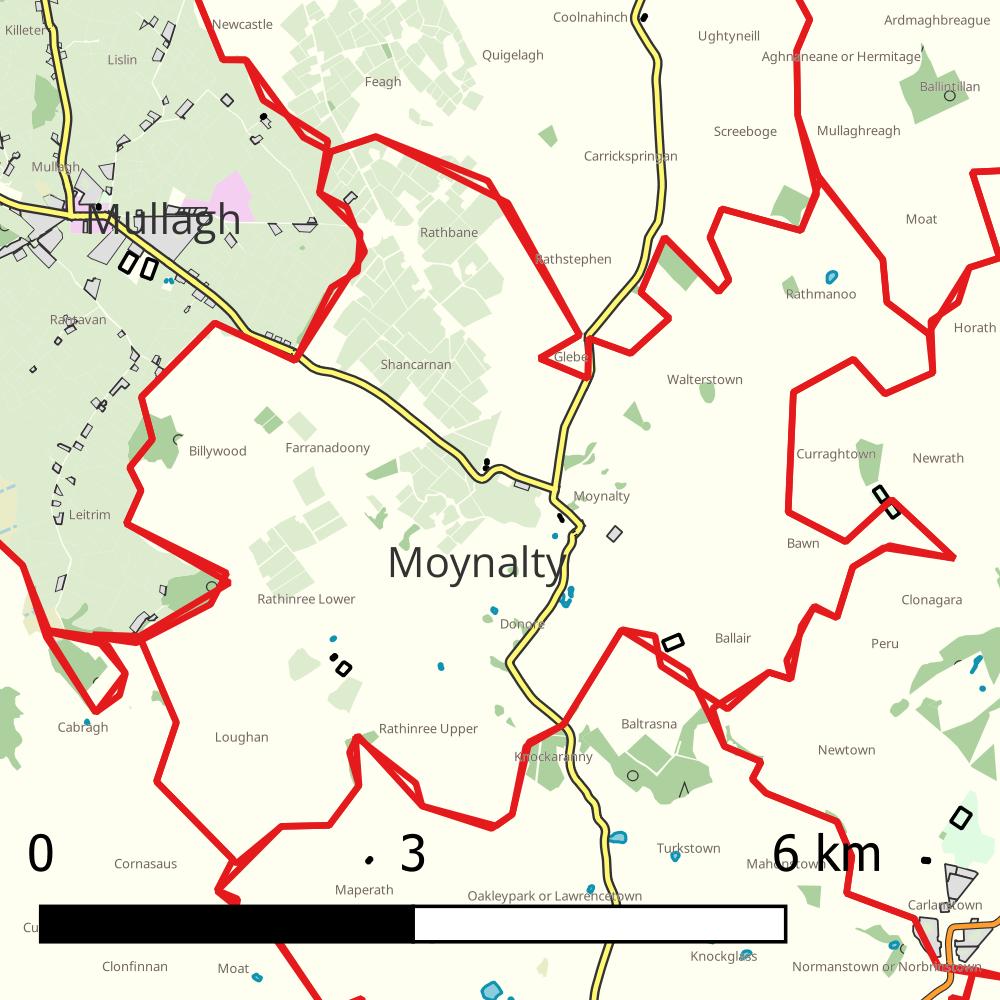 Coolnahinch
Ardmaghbreague
Newcastle
Killeter
Ughtyneill
Quigelagh
Aghnaneane or Hermitage
Lislin
Feagh
Ballintillan
Screeboge
Mullaghreagh
Carrickspringan
Mullagh
Mullagh
Moat
Rathbane
Rathstephen
Rathmanoo
Rantavan
Horath
Glebe
Shancarnan
Walterstown
Farranadoony
Billywood
Curraghtown
Newrath
Moynalty
Leitrim
Bawn
Moynalty
Rathinree Lower
Clonagara
Donore
Ballair
Peru
Baltrasna
Cabragh
Rathinree Upper
Loughan
Newtown
Knockaranny
Turkstown
0 3 6 km
Cornasaus
Mahonstown
Maperath
Oakleypark or Lawrencetown
Carlanstown
Cu
Knockglass
Clonfinnan
Moat
Normanstown or Norbrinstown